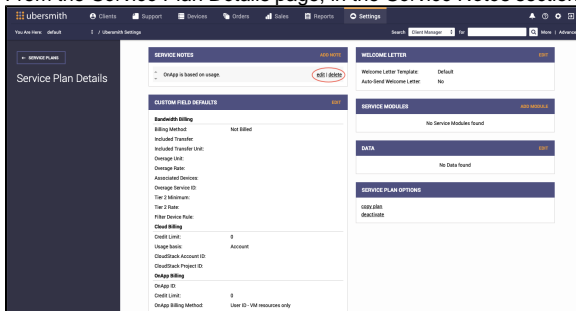 From the Service Plan Details page, in the Service Notes section
ubersmith
Clients
Support
Devices
Orders
Sales
Reports
Settings
You Are Here: default / Ubersmith Settings
Search Client Manager for
More | Advance
← SERVICE PLANS
Service Plan Details
SERVICE NOTES ADD NOTE
OnApp is based on usage. edit | delete
CUSTOM FIELD DEFAULTS EDIT
Bandwidth Billing
Billing Method: Not Billed
Included Transfer:
Included Transfer Unit:
Overage Unit:
Overage Rate:
Associated Devices:
Overage Service ID:
Tier 2 Minimum:
Tier 2 Rate:
Filter Device Rule:
Cloud Billing
Credit Limit: 0
Usage basis: Account
CloudStack Account ID:
CloudStack Project ID:
OnApp Billing
OnApp ID:
Credit Limit: 0
OnApp Billing Method: User ID - VM resources only
WELCOME LETTER EDIT
Welcome Letter Template: Default
Auto-Send Welcome Letter: No
SERVICE MODULES ADD MODULE
No Service Modules found
DATA EDIT
No Data found
SERVICE PLAN OPTIONS
copy plan
deactivate